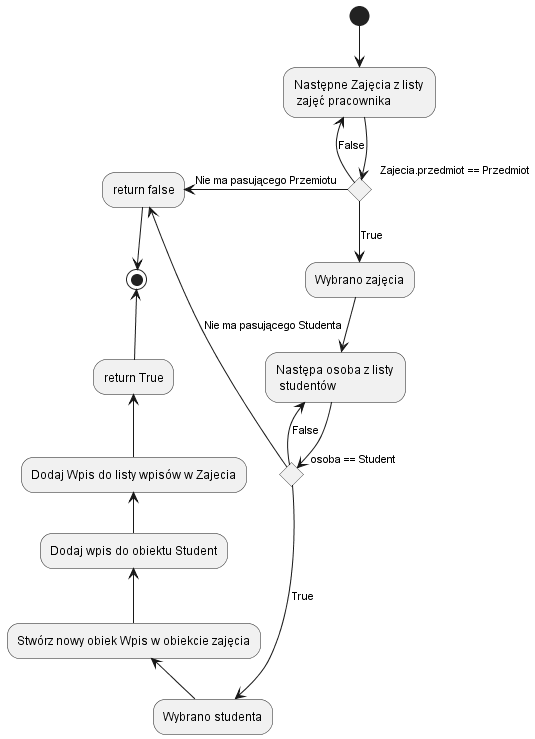 Następne Zajęcia z listy
zajęć pracownika
False
Zajecia.przedmiot == Przedmiot
Nie ma pasującego Przemiotu
return false
True
Wybrano zajęcia
Nie ma pasującego Studenta
Następa osoba z listy
studentów
return True
False
osoba == Student
Dodaj Wpis do listy wpisów w Zajecia
Dodaj wpis do obiektu Student
True
Stwórz nowy obiek Wpis w obiekcie zajęcia
Wybrano studenta